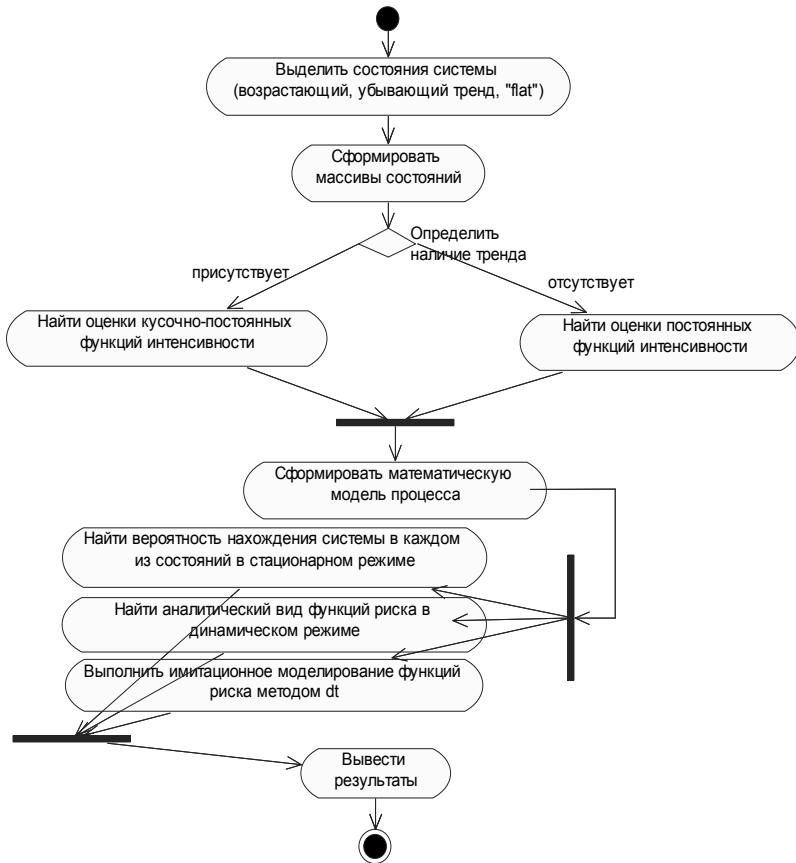 Выделить состояния системы
(возрастающий, убывающий тренд, "flat")
Сформировать
массивы состояний
Определить
наличие тренда
присутствует
отсутствует
Найти оценки кусочно-постоянных
функций интенсивности
Найти оценки постоянных
функций интенсивности
Сформировать математическую
модель процесса
Найти вероятность нахождения системы в каждом
из состояний в стационарном режиме
Найти аналитический вид функций риска в
динамическом режиме
Выполнить имитационное моделирование функций
риска методом dt
Вывести
результаты